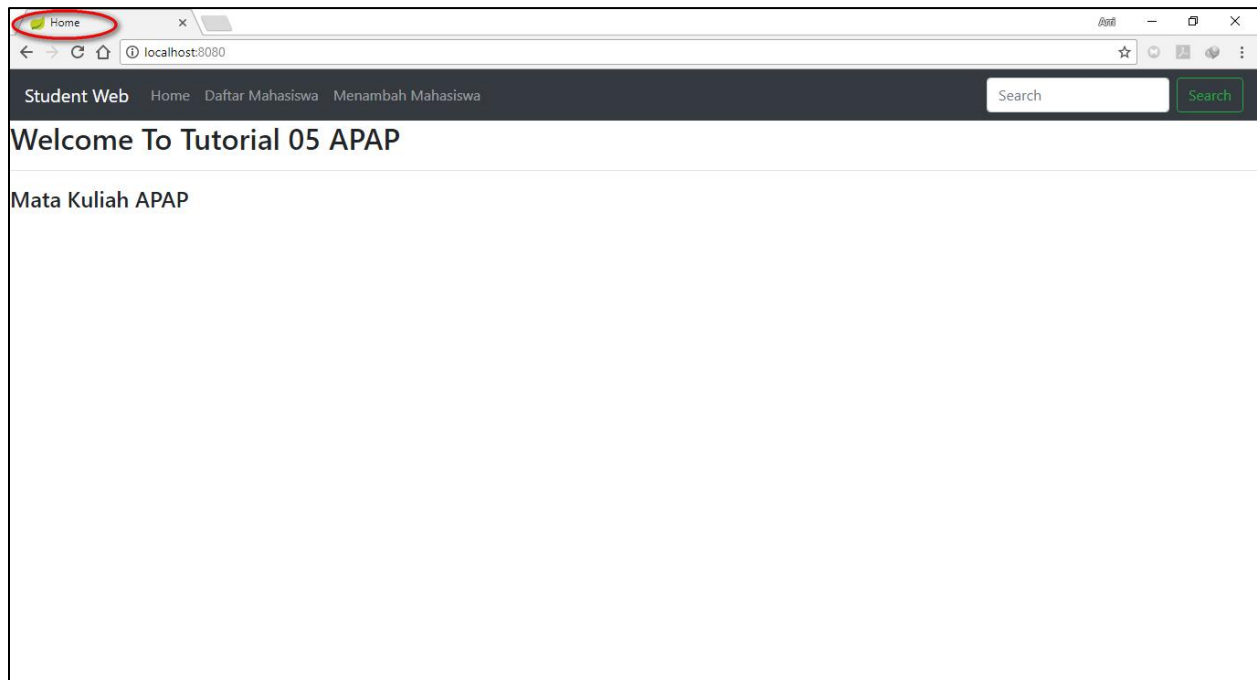 Home
localhost:8080
Student Web Home Daftar Mahasiswa Menambah Mahasiswa Search Search
Welcome To Tutorial 05 APAP
Mata Kuliah APAP